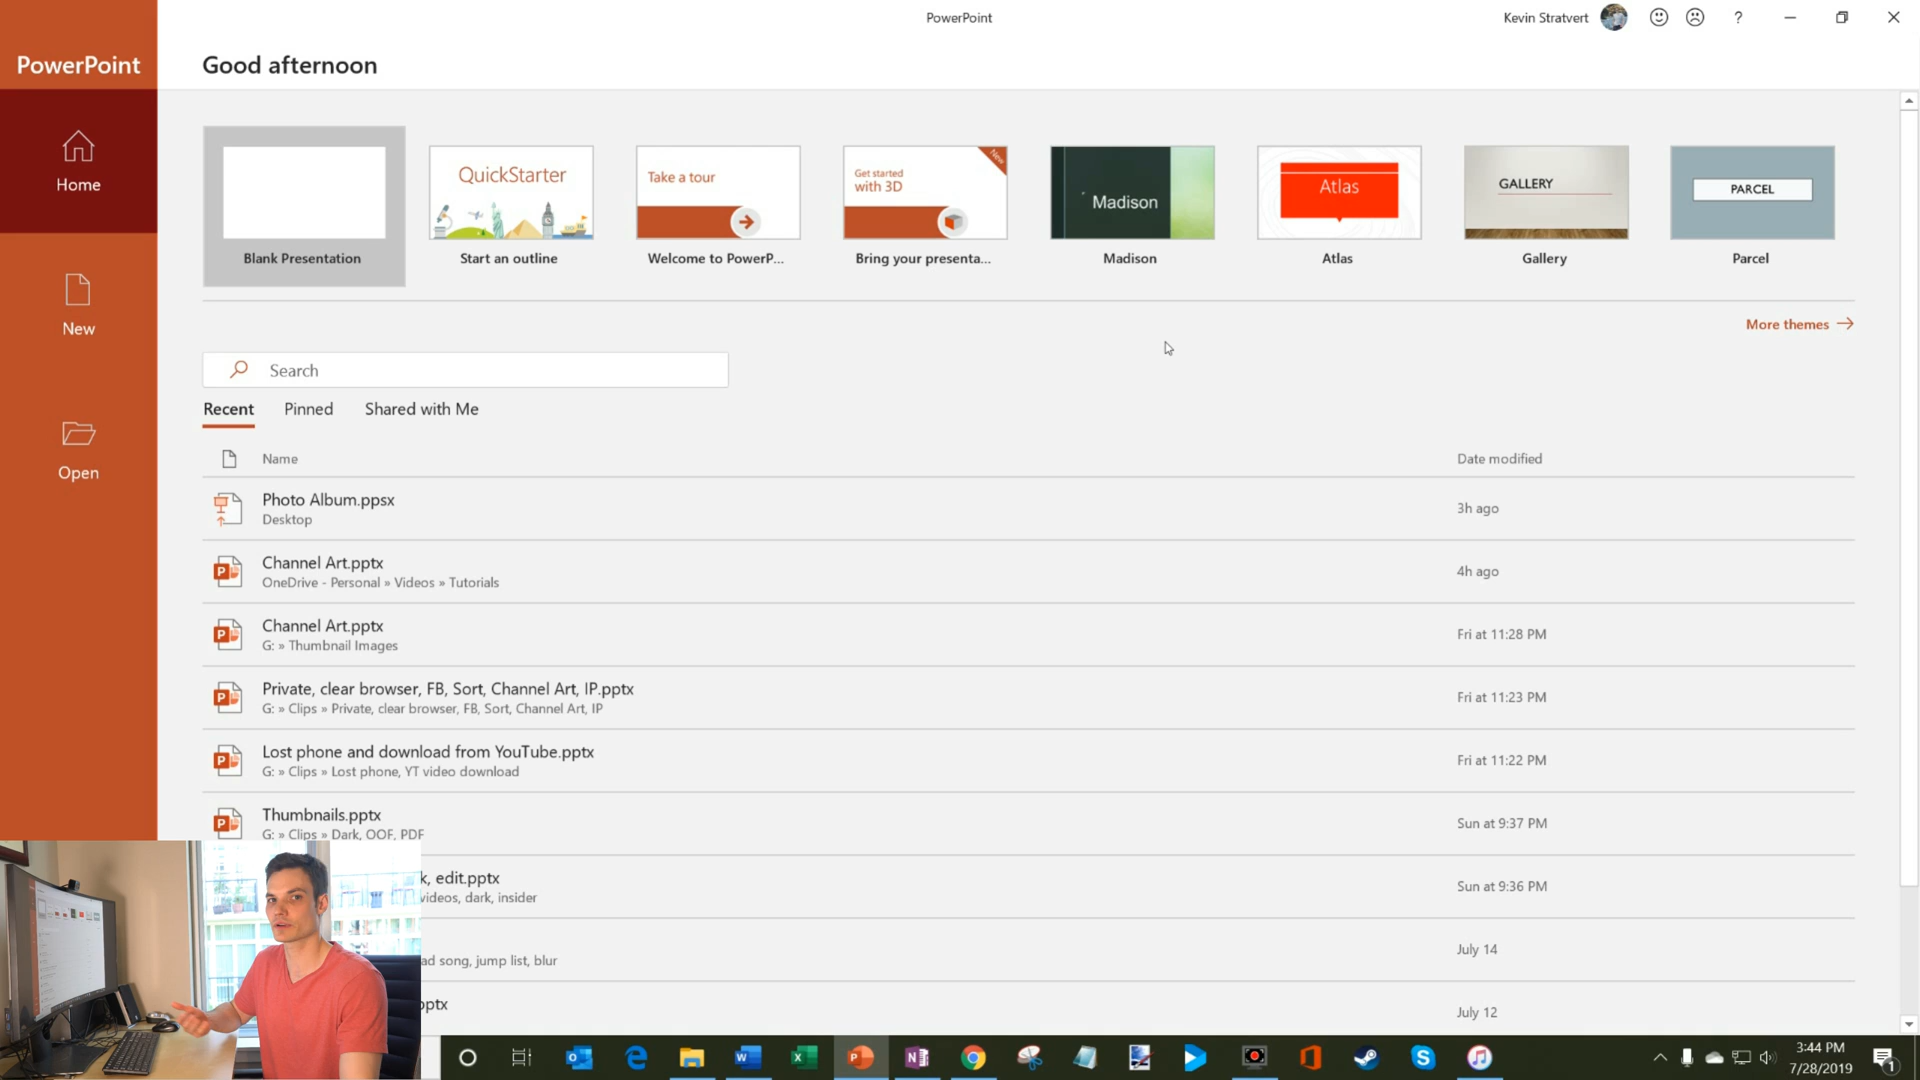 PowerPoint
Kevin Stratvert
?
PowerPoint
Good afternoon
Home
New
Open
Blank Presentation
QuickStarter
Start an outline
Take a tour
Welcome to PowerP...
Get started
with 3D
New
Bring your presenta...
Madison
Madison
Atlas
Atlas
GALLERY
Gallery
PARCEL
Parcel
More themes
Search
Recent Pinned Shared with Me
Name Date modified
Photo Album.ppsx
Desktop
3h ago
Channel Art.pptx
OneDrive - Personal » Videos » Tutorials
4h ago
Channel Art.pptx
G: » Thumbnail Images
Fri at 11:28 PM
Private, clear browser, FB, Sort, Channel Art, IP.pptx
G: » Clips » Private, clear browser, FB, Sort, Channel Art, IP
Fri at 11:23 PM
Lost phone and download from YouTube.pptx
G: » Clips » Lost phone, YT video download
Fri at 11:22 PM
Thumbnails.pptx
G: » Clips » Dark, OOF, PDF
Sun at 9:37 PM
k, edit.pptx
videos, dark, insider
Sun at 9:36 PM
ad song, jump list, blur
July 14
pptx
July 12
3:44 PM
7/28/2019
1